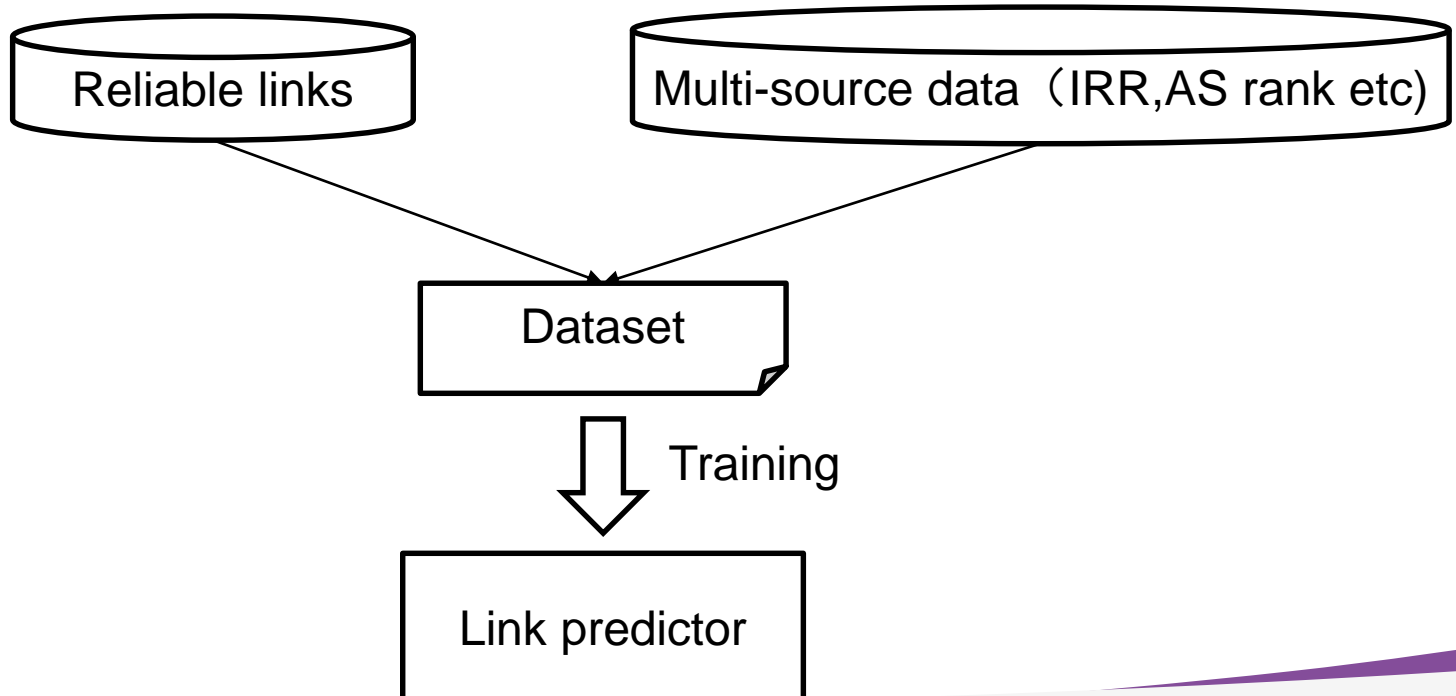 Reliable links
Multi-source data（IRR,AS rank etc)
Dataset
Training
Link predictor